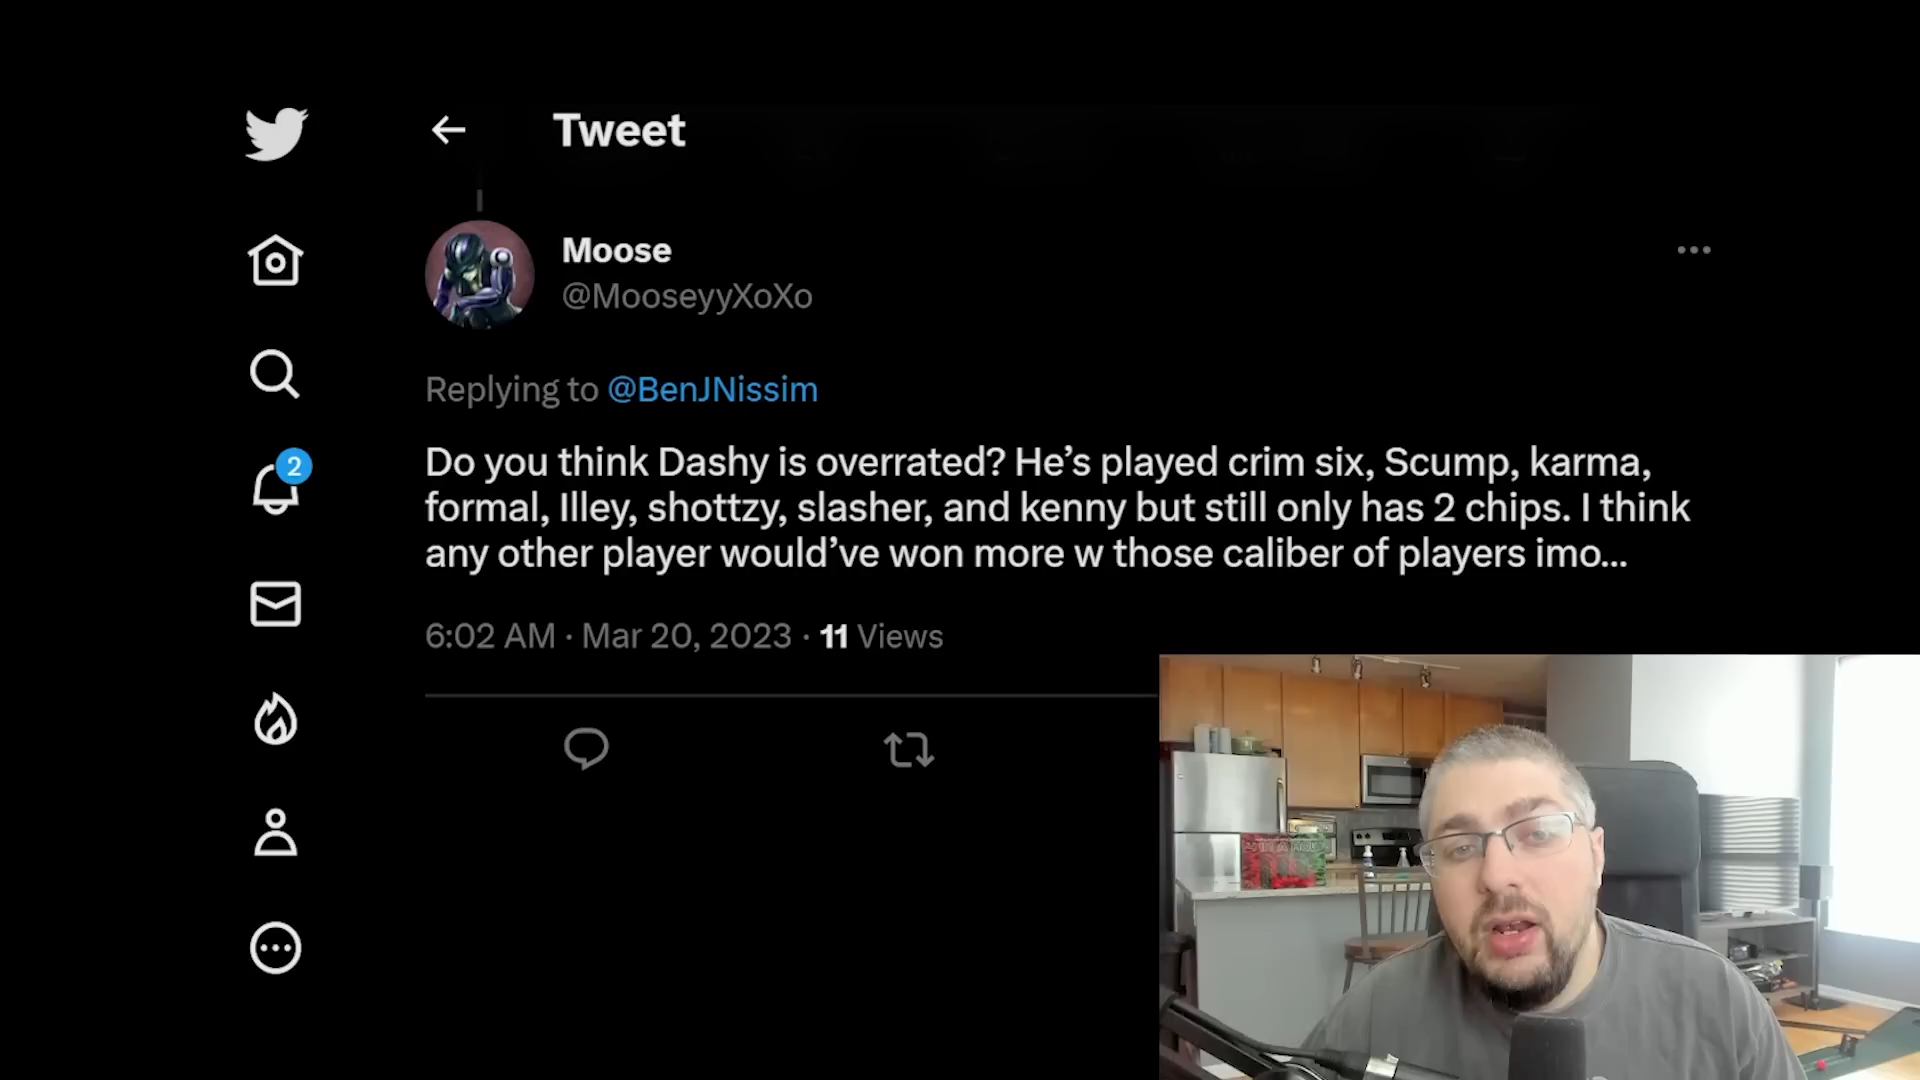 Tweet
Moose
@MooseyyXoXo
Replying to @BenJNissim
Do you think Dashy is overrated? He’s played crim six, Scump, karma,
formal, Illey, shottzy, slasher, and kenny but still only has 2 chips. I think
any other player would’ve won more w those caliber of players imo...
6:02 AM · Mar 20, 2023 · 11 Views
2